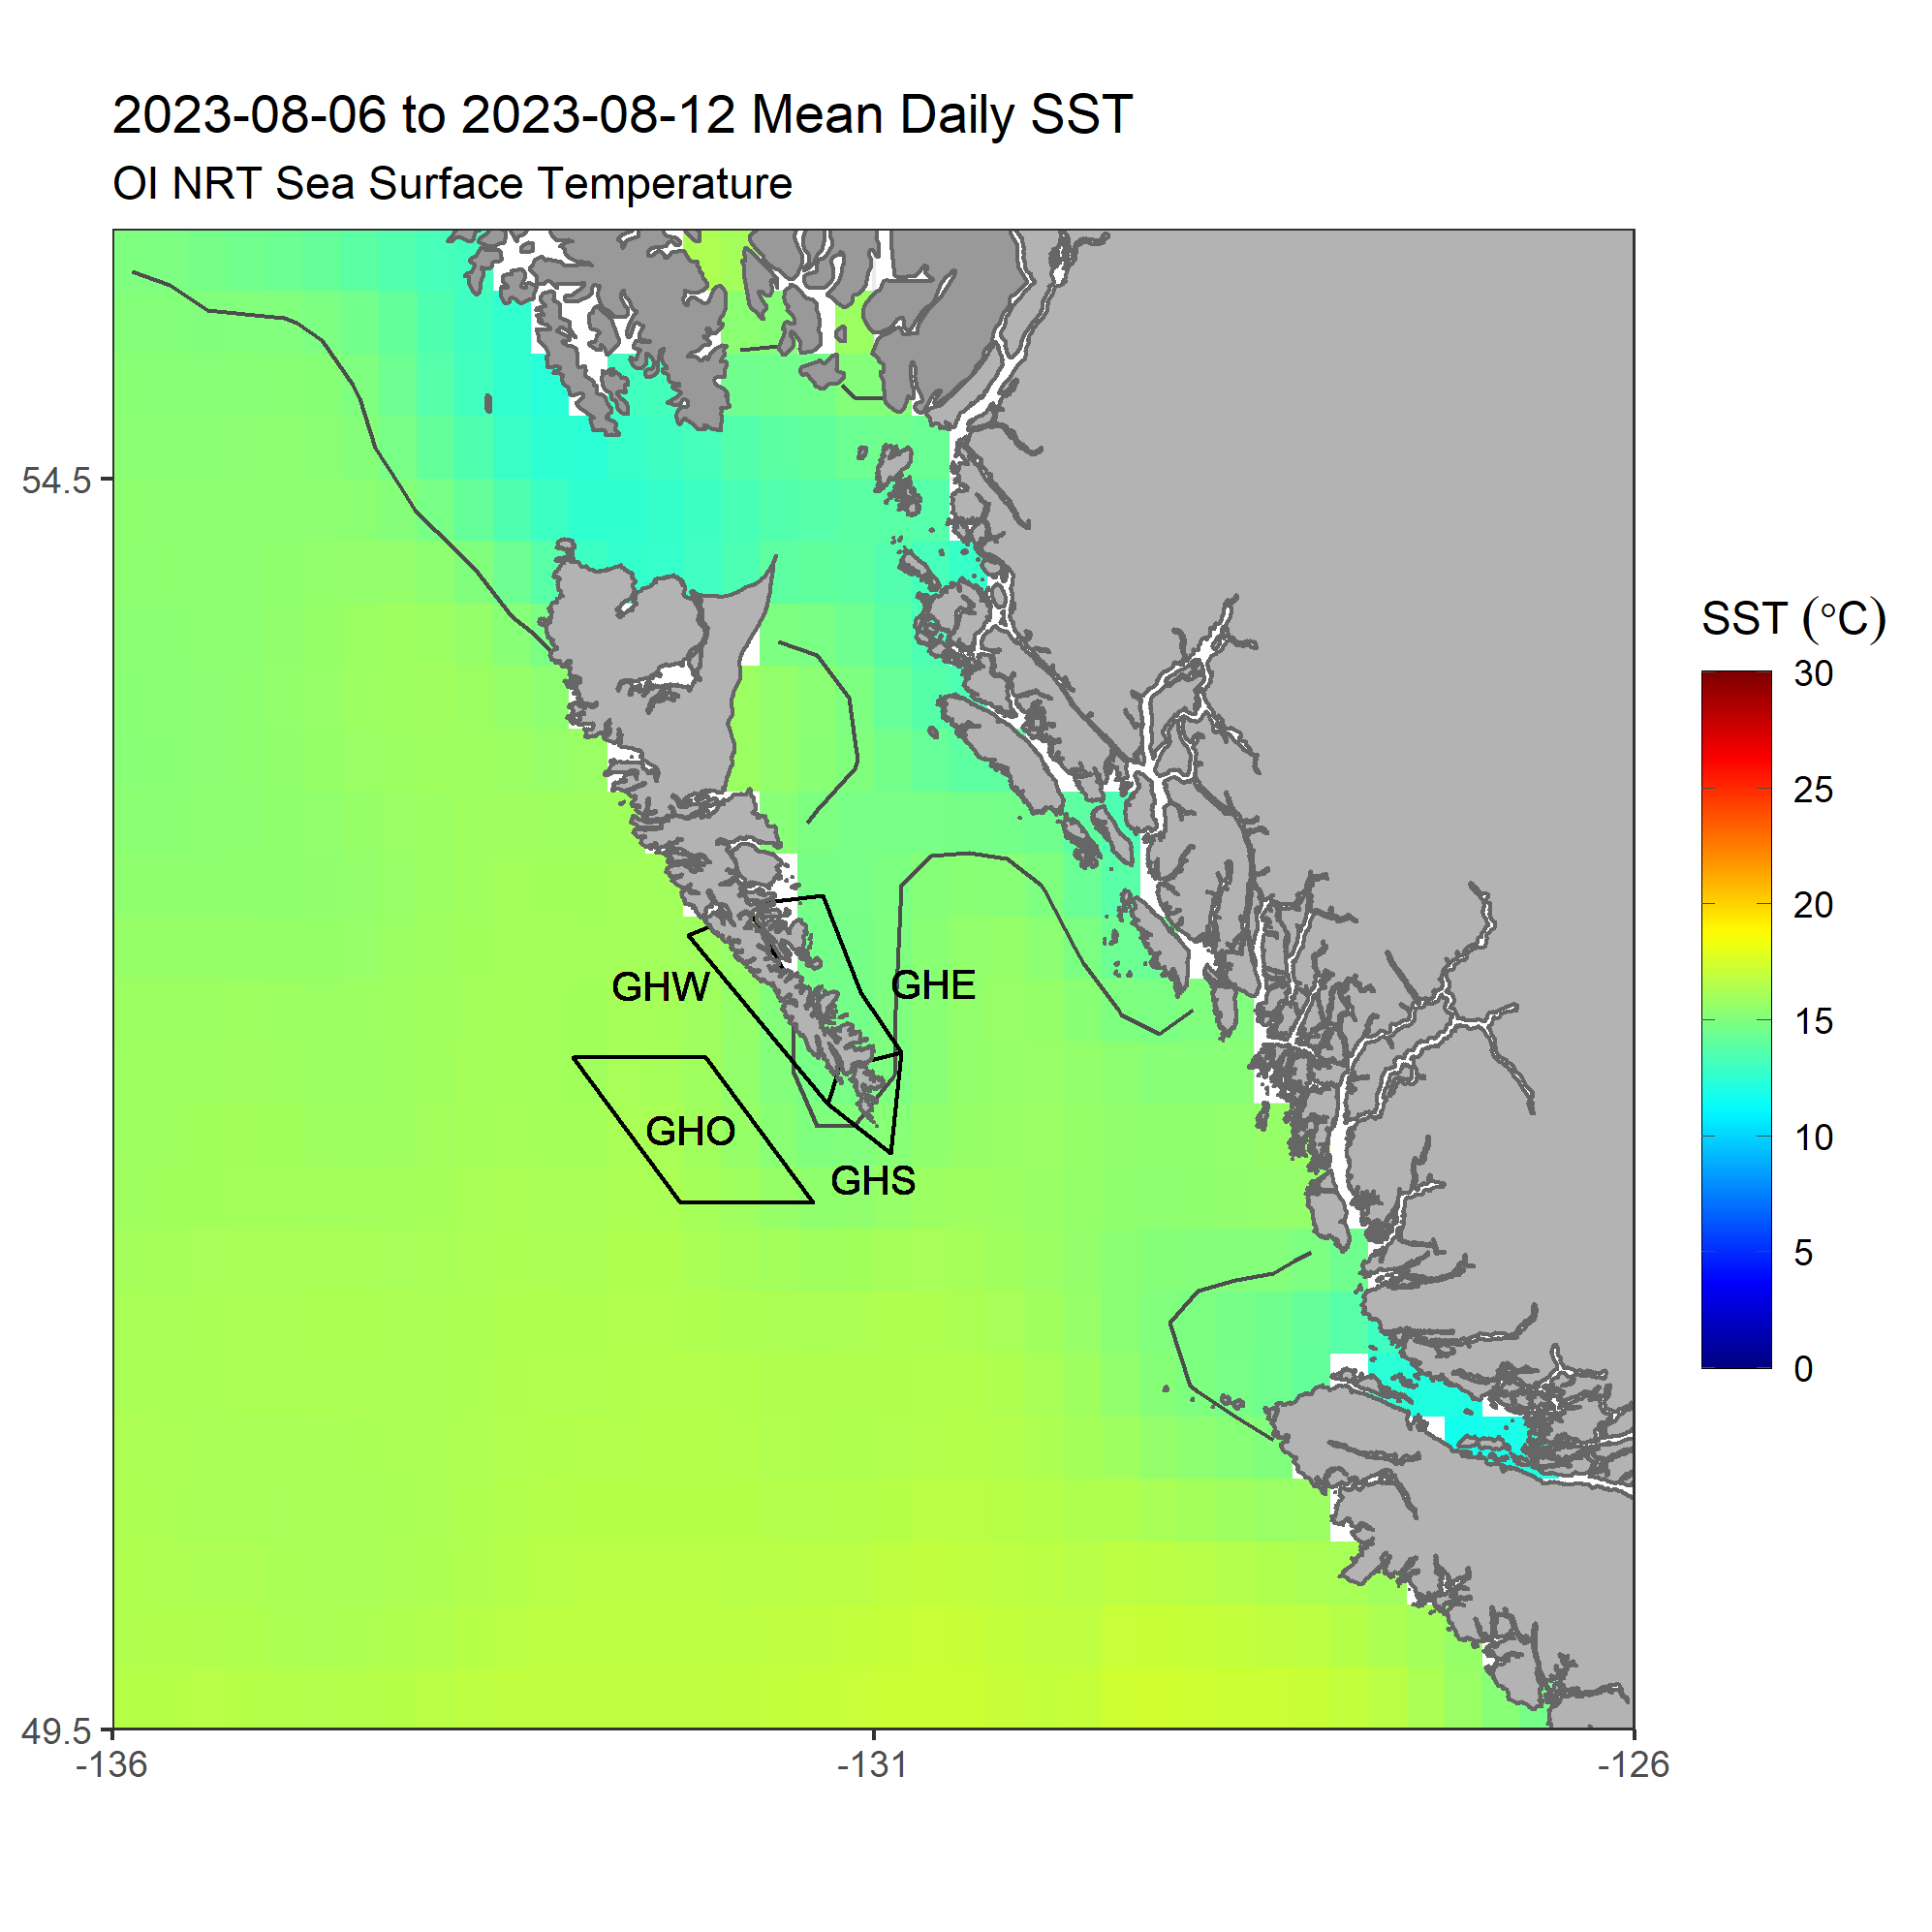 2023-08-06 to 2023-08-12 Mean Daily SST
OI NRT Sea Surface Temperature
54.5
49.5
-136
-131
-126
GHW
GHE
GHO
GHS
SST (°C)
30
25
20
15
10
5
0